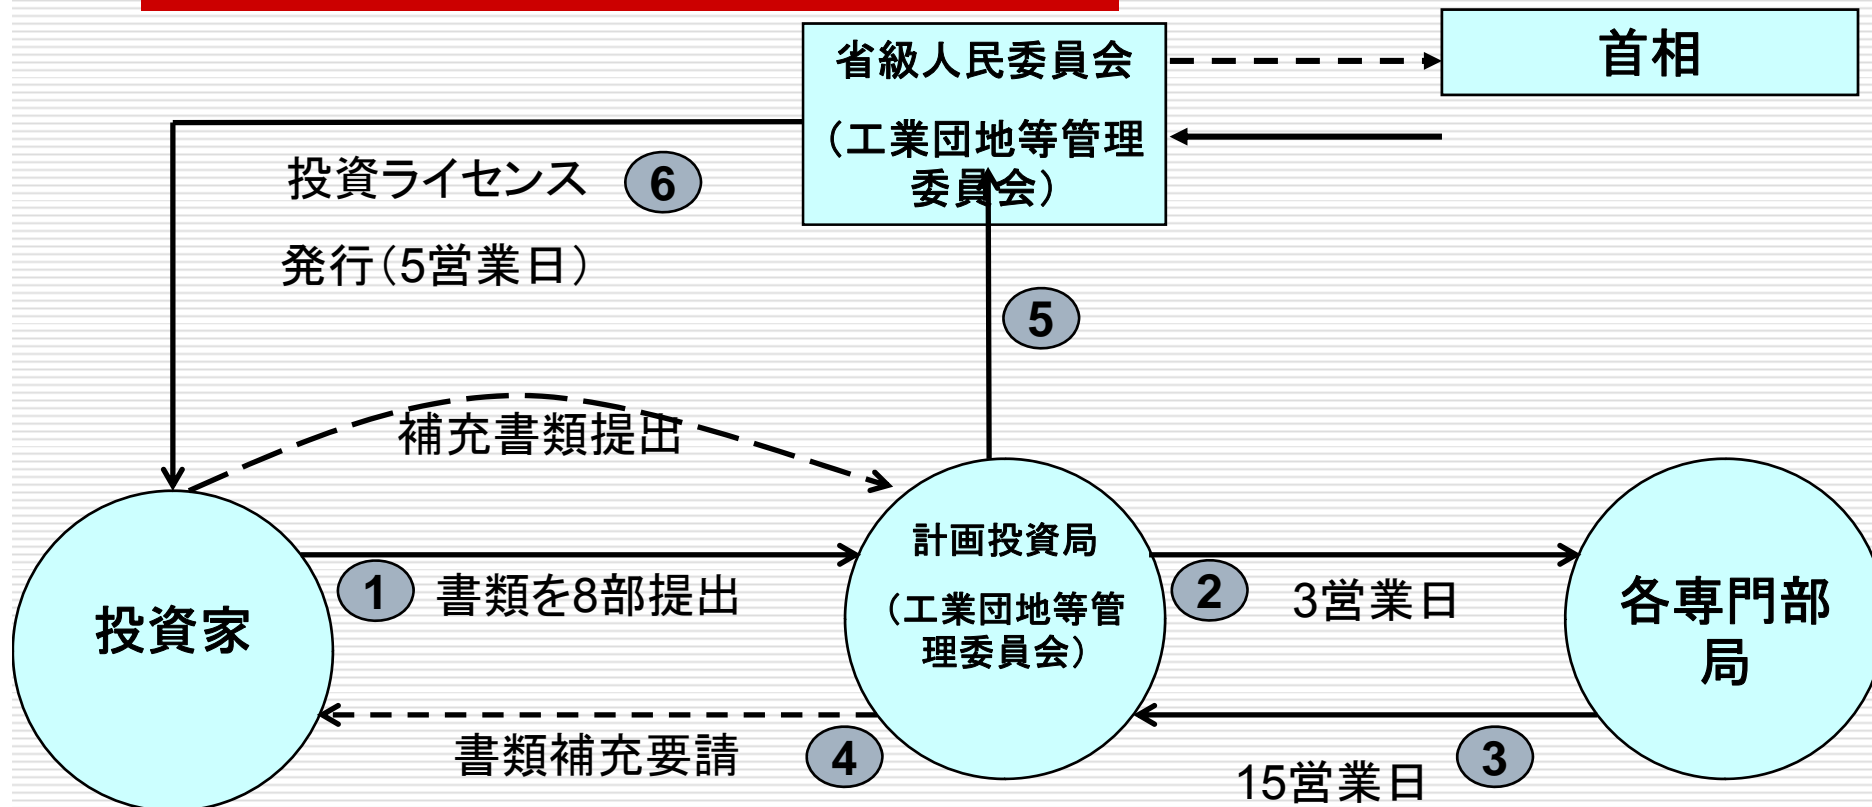 省級人民委員会
（工業団地等管理
委員会）
首相
投資ライセンス
6
発行（5営業日）
5
補充書類提出
計画投資局
（工業団地等管
理委員会）
投資家
1
書類を8部提出
2
3営業日
各専門部
局
書類補充要請
4
15営業日
3